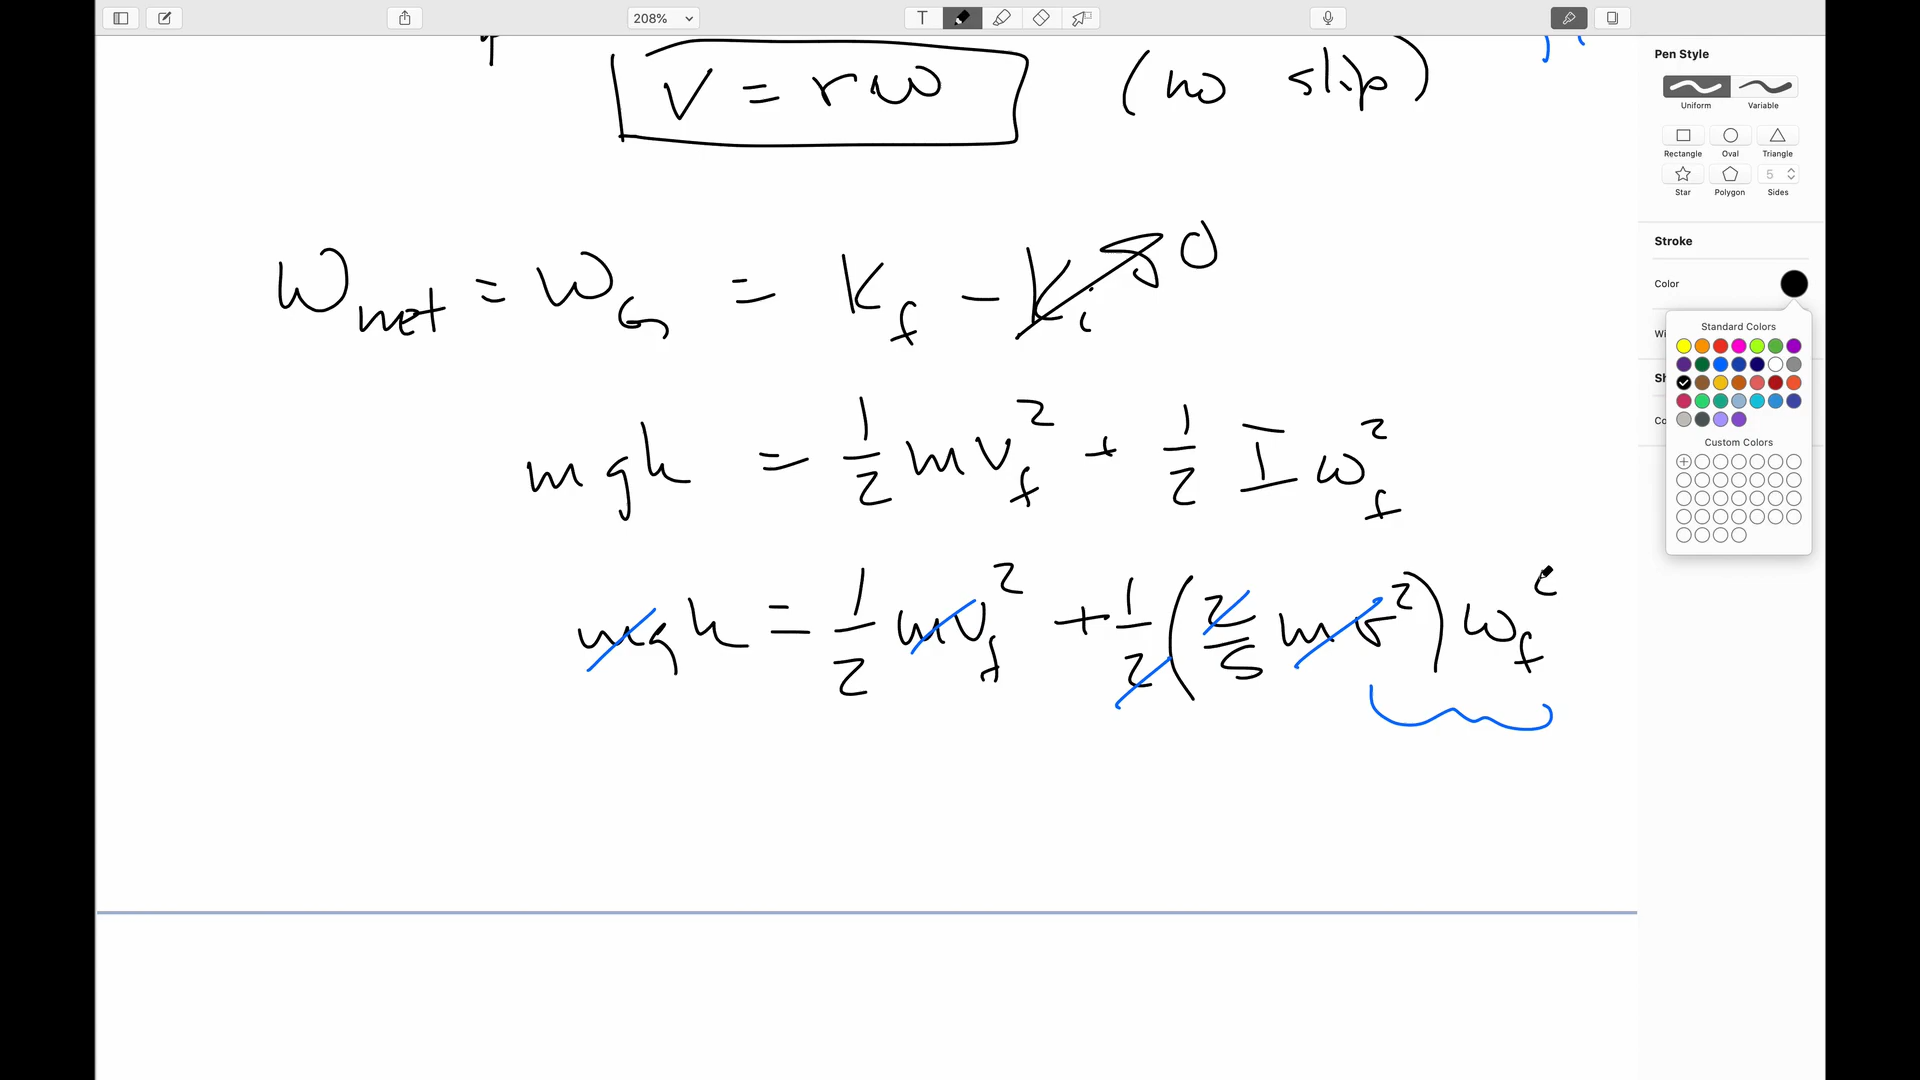 208%
T
Pen Style
Uniform Variable
Rectangle Oval Triangle
5
Star Polygon Sides
Stroke
Color
Wi
Standard Colors
Custom Colors
V = rω (no slip)
W_net = W_G = K_f - K_i 0
mgh = 1/2 mv_f^2 + 1/2 I ω_f^2
mgh = 1/2 mv_f^2 + 1/2 (2/5 m r^2) ω_f^2